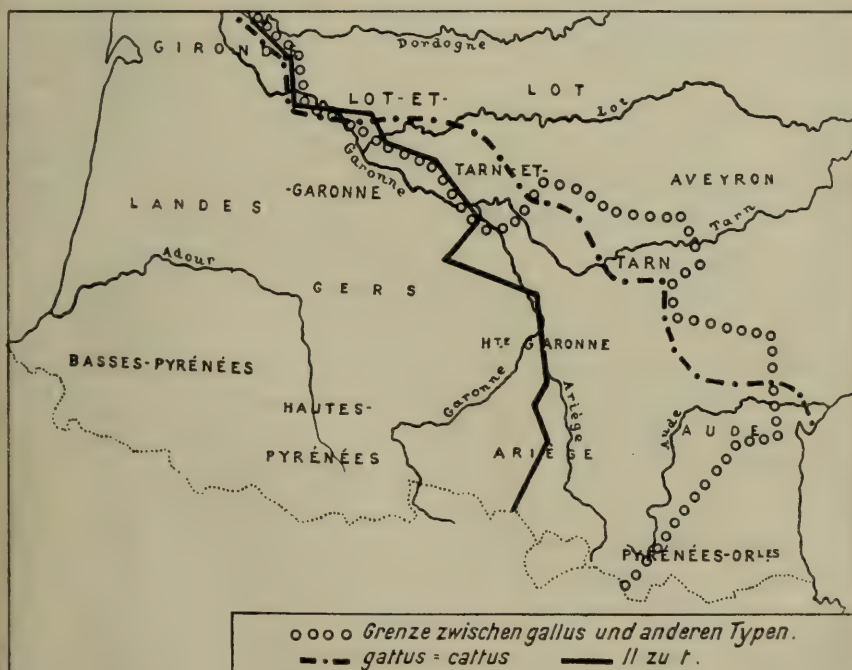 Dordogne
GIROND
LOT
LOT-ET-
Lot
Garonne
TARN-ET-
AVEYRON
-GARONNE
LANDES
Tarn
Adour
TARN
GERS
HTE GARONNE
BASSES-PYRÉNÉES
Garonne
Ariège
HAUTES-
Aude
AUDE
PYRÉNÉES
ARIÈGE
PYRÉNÉES-ORLES
Grenze zwischen gallus und anderen Typen.
gattus = cattus ll zu t.